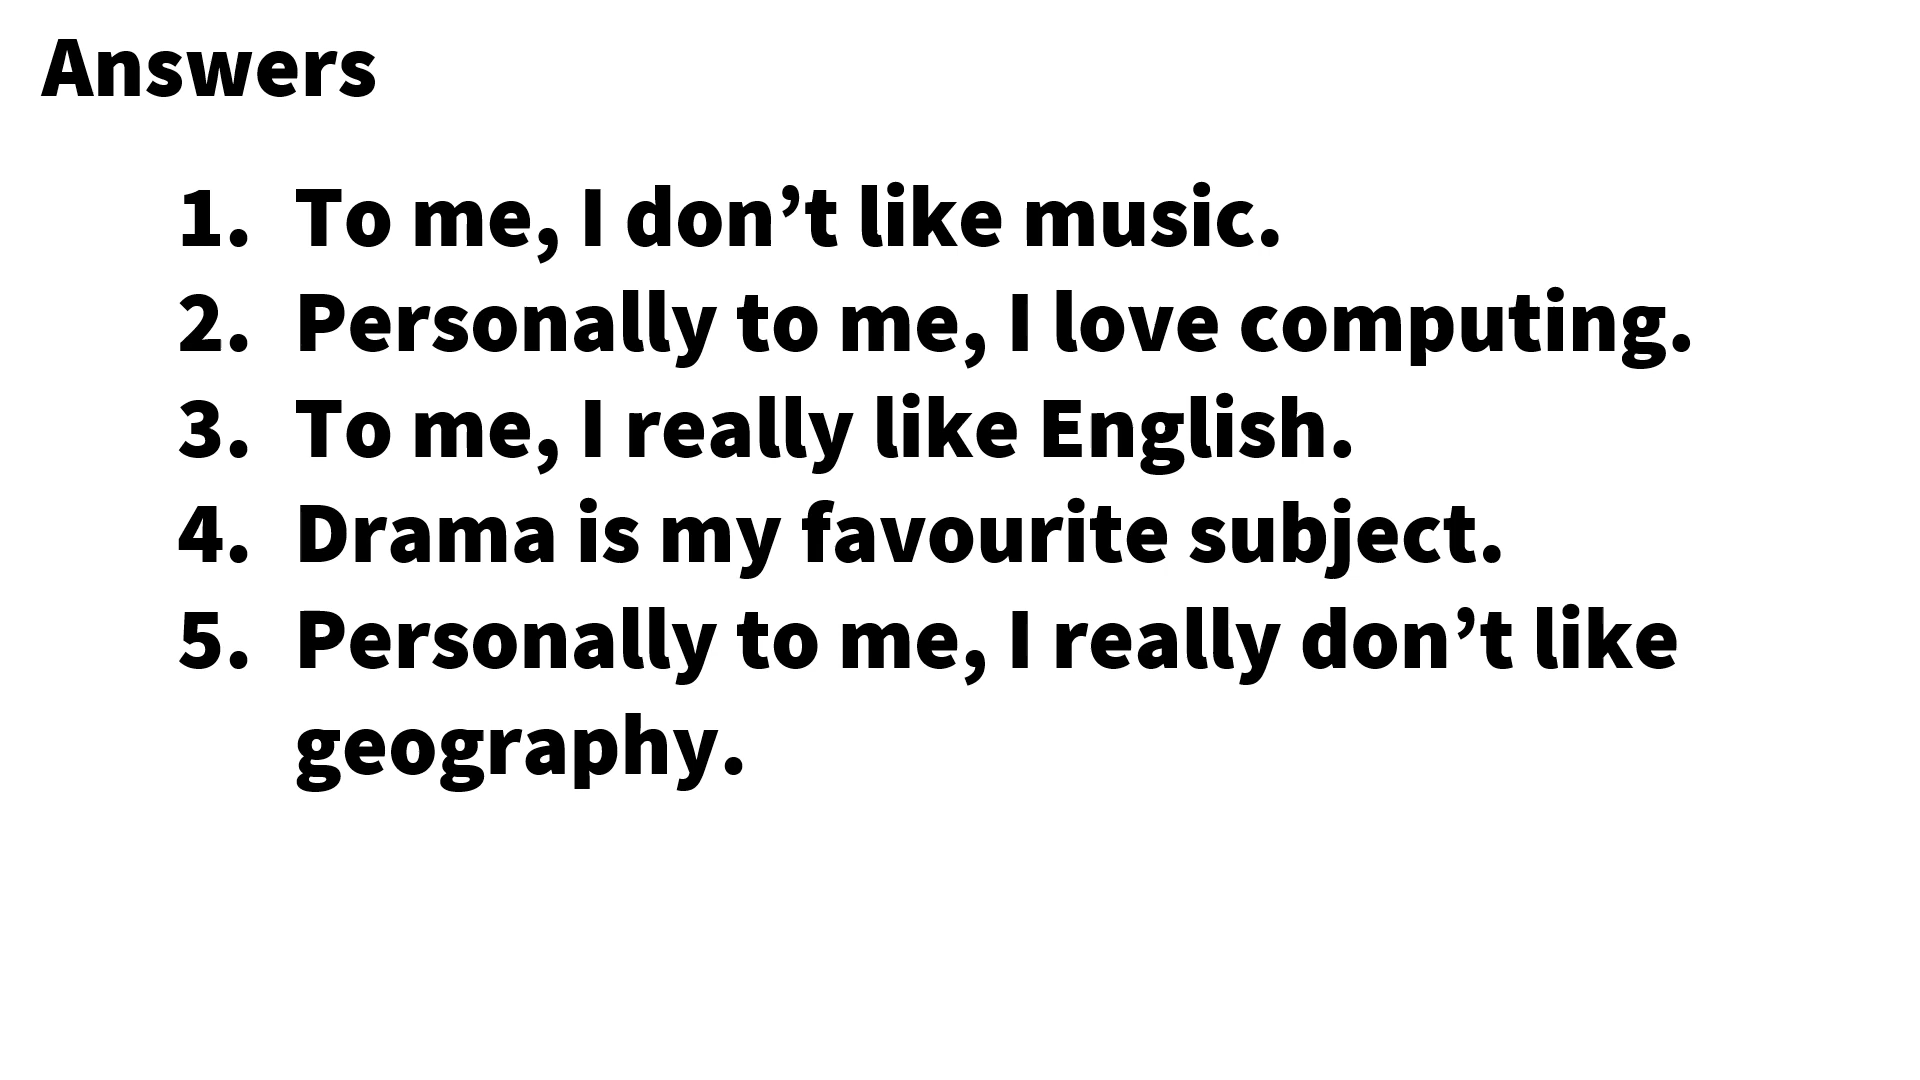 Answers
1. To me, I don’t like music.
2. Personally to me, I love computing.
3. To me, I really like English.
4. Drama is my favourite subject.
5. Personally to me, I really don’t like
geography.